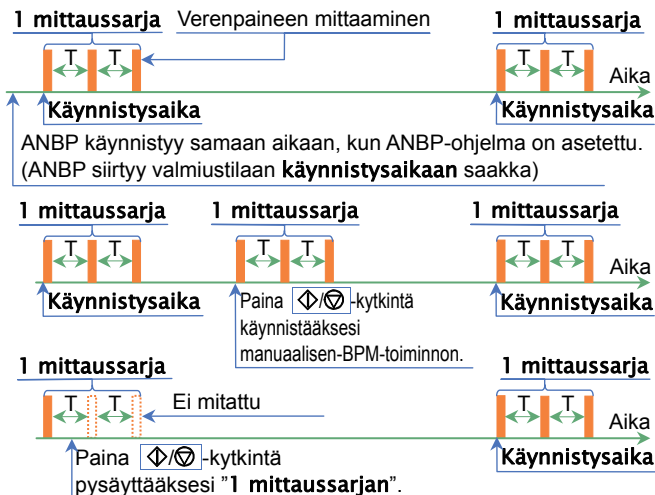 1 mittaussarja Verenpaineen mittaaminen 1 mittaussarja
T T T T
Aika
Käynnistysaika Käynnistysaika
ANBP käynnistyy samaan aikaan, kun ANBP-ohjelma on asetettu.
(ANBP siirtyy valmiustilaan käynnistysaikaan saakka)
1 mittaussarja 1 mittaussarja 1 mittaussarja
T T T T T T
Aika
Käynnistysaika Paina / -kytkintä Käynnistysaika
käynnistääksesi
manuaalisen-BPM-toiminnon.
1 mittaussarja 1 mittaussarja
T T Ei mitattu T T
Aika
Paina / -kytkintä Käynnistysaika
pysäyttääksesi ”1 mittaussarjan”.